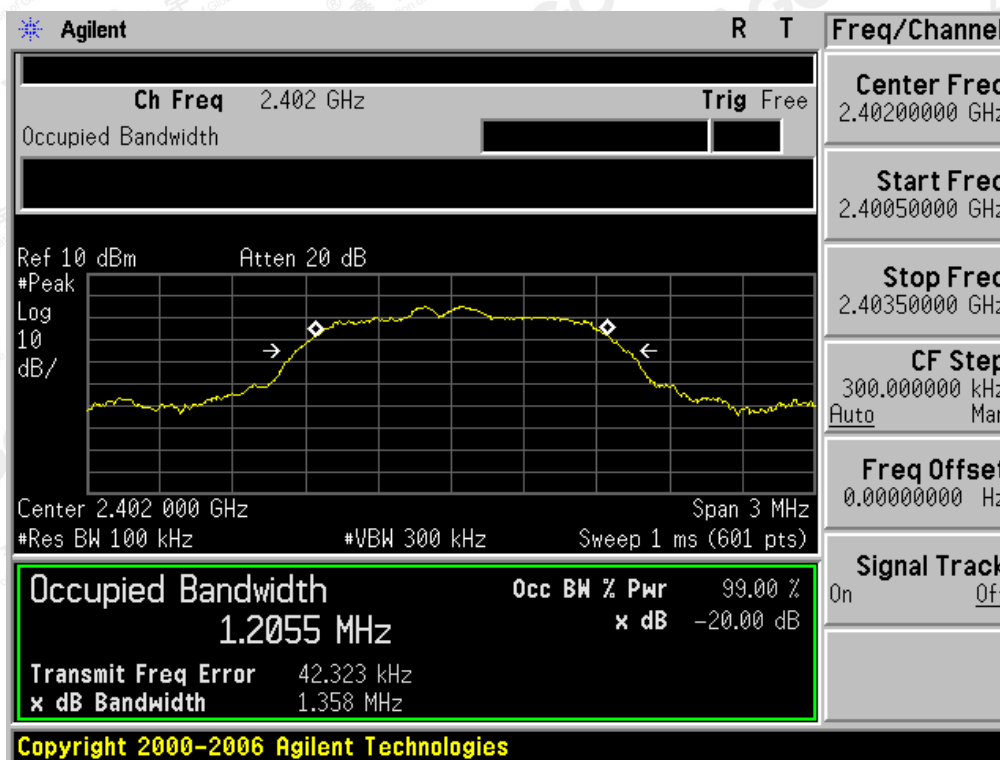 Agilent R T
Freq/Channel
Ch Freq 2.402 GHz Trig Free
Occupied Bandwidth
Center Freq
2.40200000 GHz
Start Freq
2.40050000 GHz
Stop Freq
2.40350000 GHz
CF Step
300.000000 kHz
Auto Man
Freq Offset
0.00000000 Hz
Signal Track
On Off
Ref 10 dBm Atten 20 dB
#Peak
Log
10
dB/
Center 2.402 000 GHz Span 3 MHz
#Res BW 100 kHz #VBW 300 kHz Sweep 1 ms (601 pts)
Occupied Bandwidth
1.2055 MHz
Occ BW % Pwr 99.00 %
x dB -20.00 dB
Transmit Freq Error 42.323 kHz
x dB Bandwidth 1.358 MHz
Copyright 2000-2006 Agilent Technologies